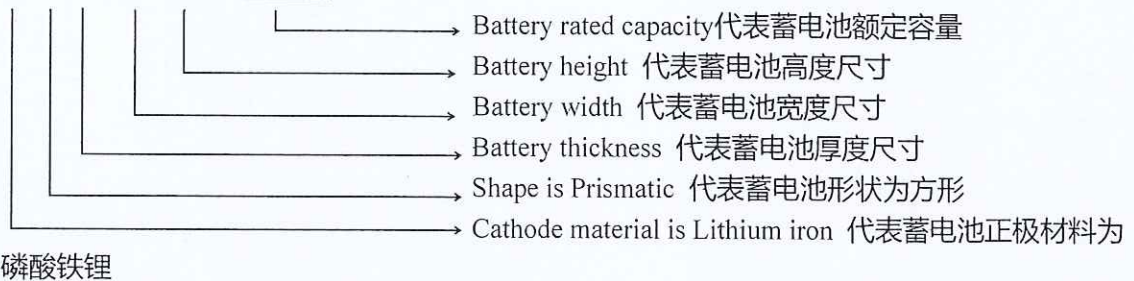 Battery rated capacity代表蓄电池额定容量
Battery height 代表蓄电池高度尺寸
Battery width 代表蓄电池宽度尺寸
Battery thickness 代表蓄电池厚度尺寸
Shape is Prismatic 代表蓄电池形状为方形
Cathode material is Lithium iron 代表蓄电池正极材料为
磷酸铁锂